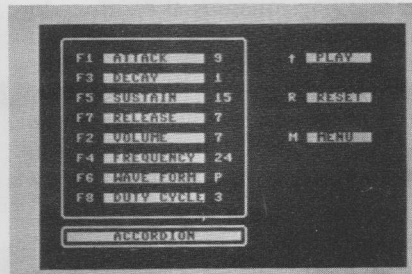 F1 ATTACK 9
F3 DECAY 1
F5 SUSTAIN 15
F7 RELEASE 7
F2 VOLUME 7
F4 FREQUENCY 24
F6 WAVE FORM P
F8 DUTY CYCLE 3
ACCORDION
↑ PLAY
R RESET
M MENU